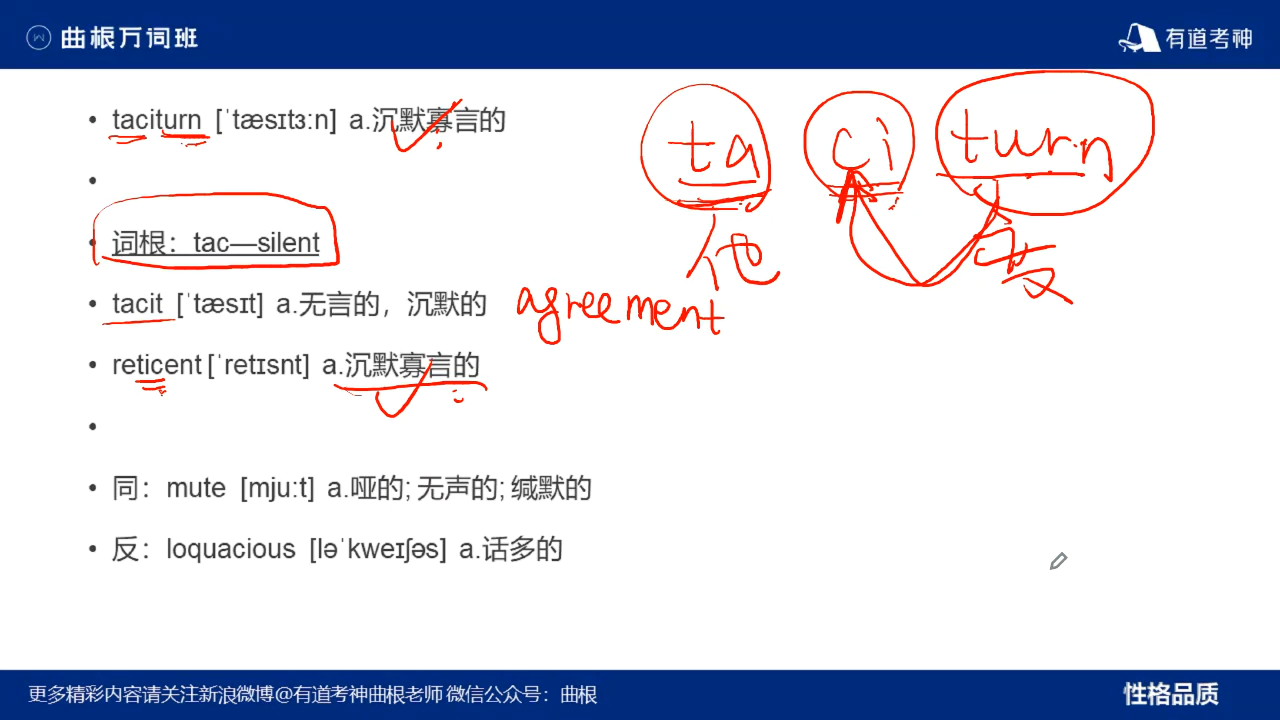 曲根万词班
有道考神
• taciturn [ˈtæsɪtɜːn] a.沉默寡言的
ta ci turn
•
• 词根：tac—silent
他 变
• tacit [ˈtæsɪt] a.无言的，沉默的 agreement
• reticent [ˈretɪsnt] a.沉默寡言的
•
• 同：mute [mjuːt] a.哑的; 无声的; 缄默的
• 反：loquacious [ləˈkweɪʃəs] a.话多的
更多精彩内容请关注新浪微博@有道考神曲根老师 微信公众号：曲根
性格品质